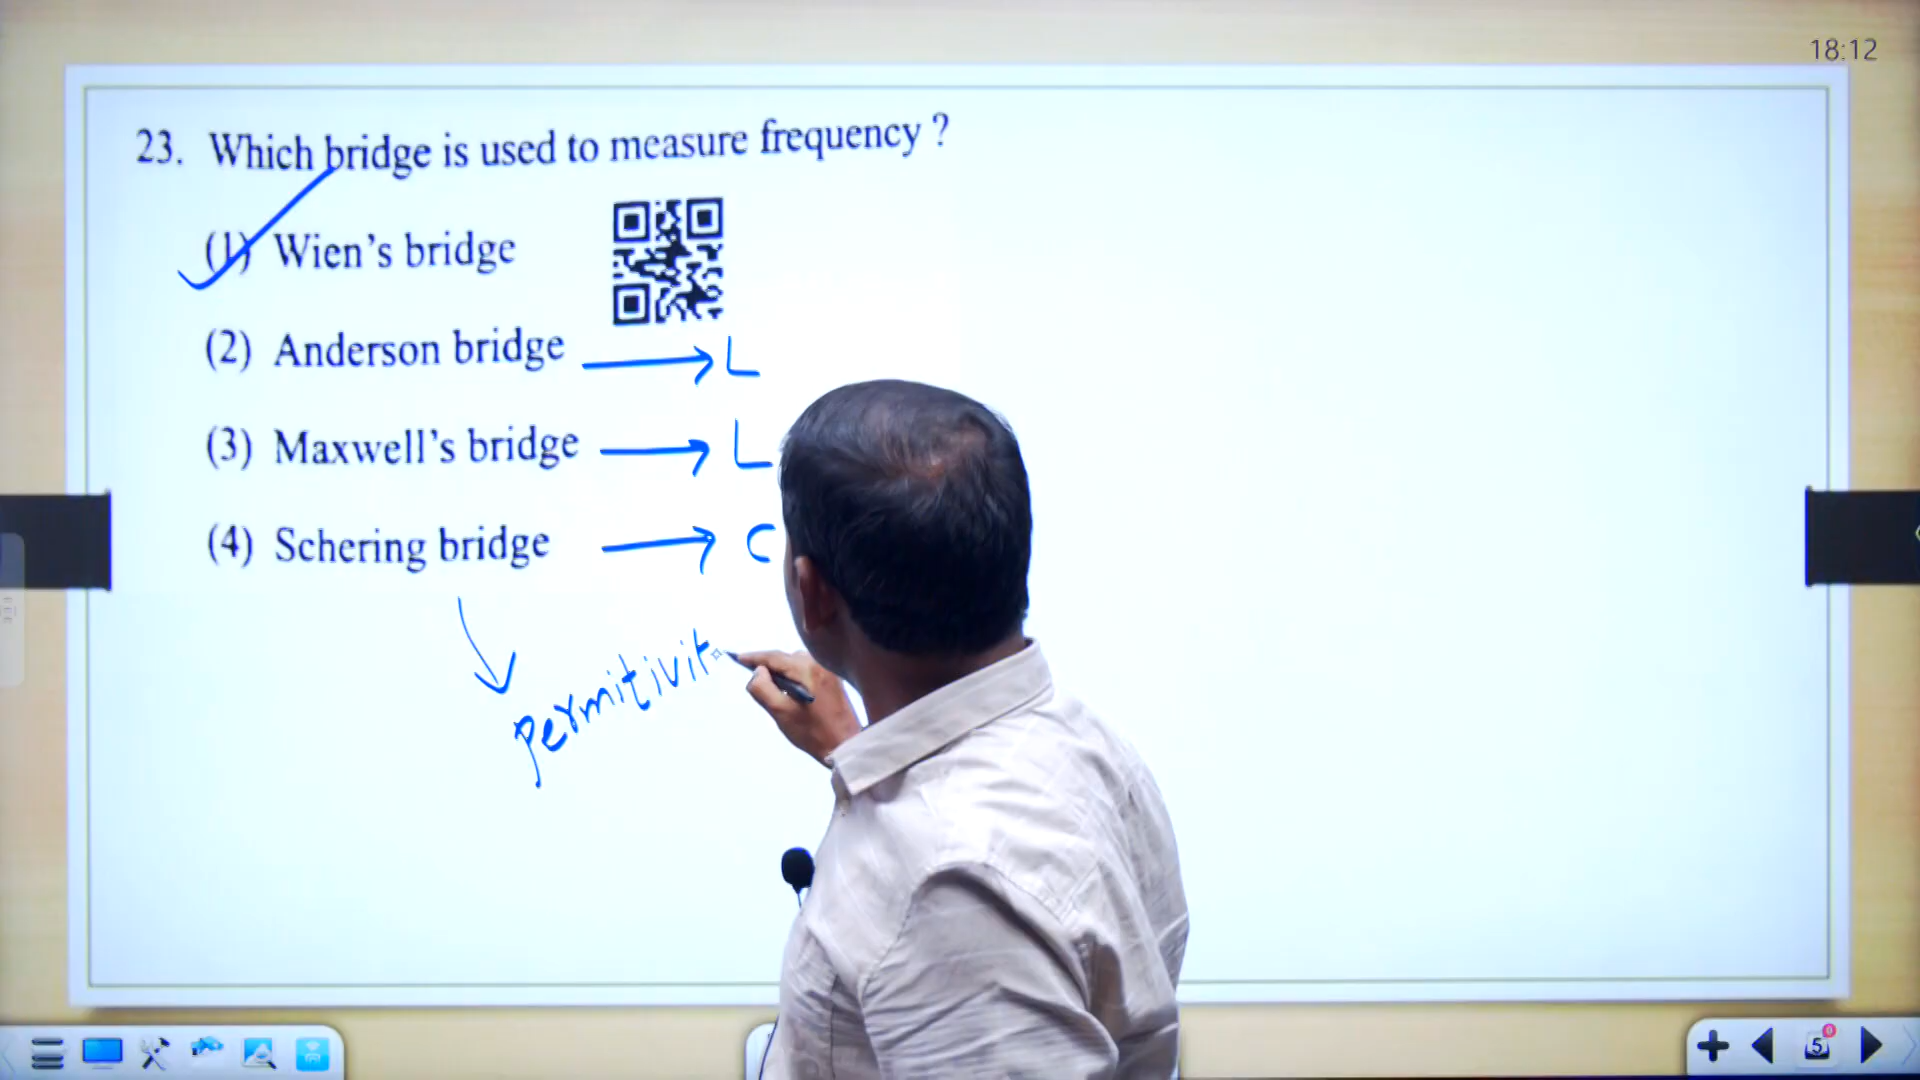 18:12
23. Which bridge is used to measure frequency ?
(1) Wien's bridge
(2) Anderson bridge → L
(3) Maxwell's bridge → L
(4) Schering bridge → C
Permitivit
5
0